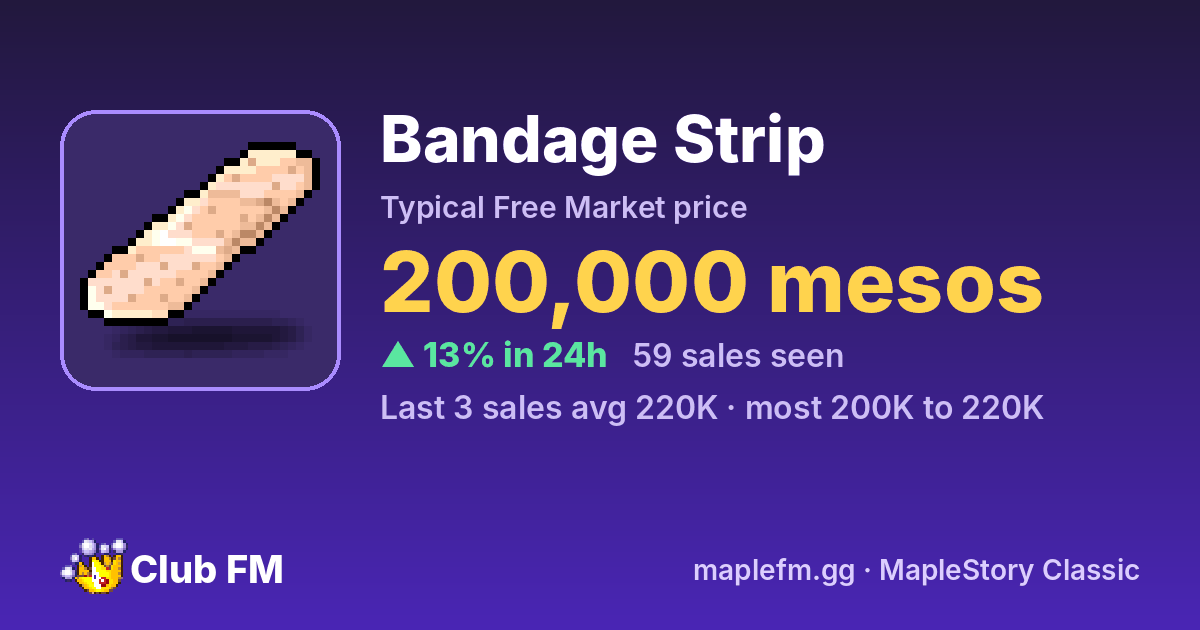 Bandage Strip
Typical Free Market price
200,000 mesos
▲ 13% in 24h 59 sales seen
Last 3 sales avg 220K · most 200K to 220K
Club FM
maplefm.gg · MapleStory Classic